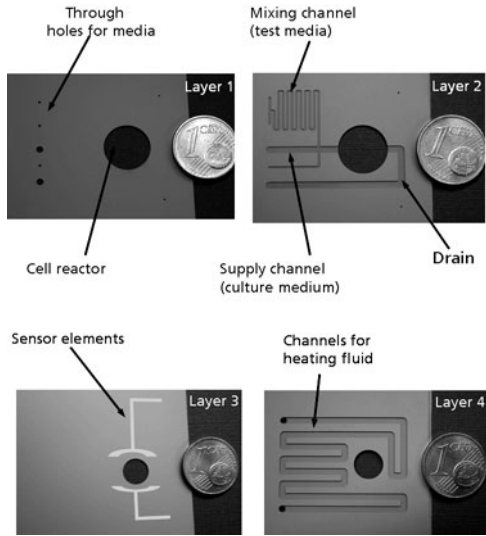 Through
holes for media
Mixing channel
(test media)
Layer 1
Layer 2
Cell reactor
Supply channel
(culture medium)
Drain
Sensor elements
Channels for
heating fluid
Layer 3
Layer 4